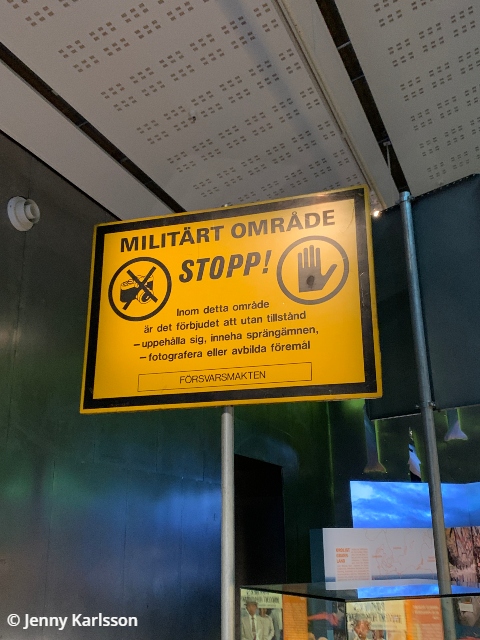 MILITÄRT OMRÅDE
STOPP!
Inom detta område
är det förbjudet att utan tillstånd
–uppehålla sig, inneha sprängämnen,
–fotografera eller avbilda föremål
FÖRSVARSMAKTEN
© Jenny Karlsson